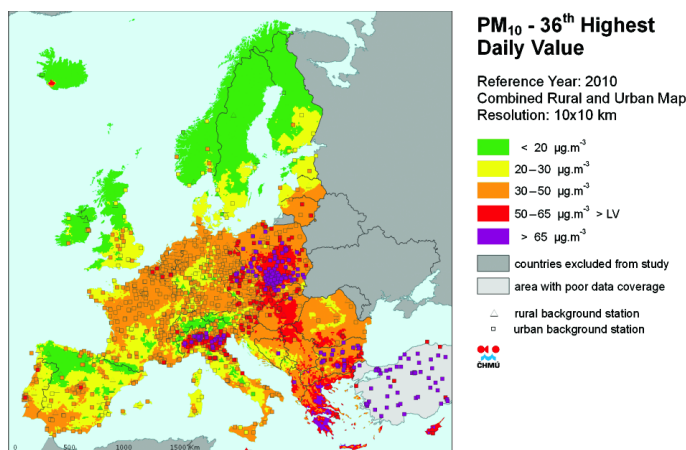 PM10 - 36th Highest
Daily Value
Reference Year: 2010
Combined Rural and Urban Map
Resolution: 10x10 km
< 20 µg.m-3
20–30 µg.m-3
30–50 µg.m-3
50–65 µg.m-3 > LV
> 65 µg.m-3
countries excluded from study
area with poor data coverage
rural background station
urban background station
CHMÚ
0 500 1000 1500 Km